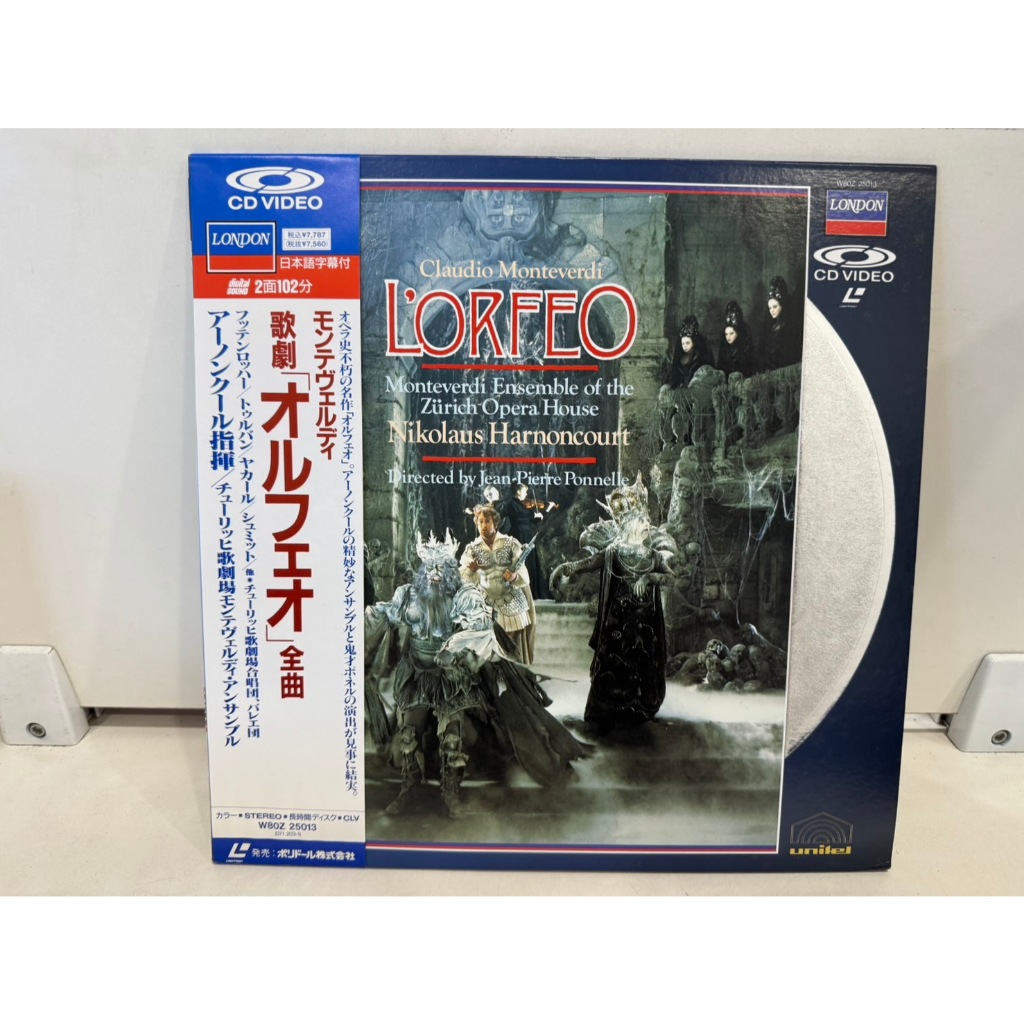 CD VIDEO
LONDON
税込¥7,787
(税抜¥7,560)
日本語字幕付
digital SOUND 2面102分
オペラ史不朽の名作「オルフェオ」。アーノンクールの精妙なアンサンブルと鬼才ポネルの演出が見事に結実。
モンテヴェルディ
歌劇「オルフェオ」全曲
フッテンロッハー/トゥルバン/ヤカール/シュミット/他・チューリッヒ歌劇場合唱団・バレエ団
アーノンクール指揮/チューリッヒ歌劇場モンテヴェルディ・アンサンブル
カラー●STEREO●長時間ディスク●CLV
W80Z 25013
発売：ポリドール株式会社
Claudio Monteverdi
L'ORFEO
Monteverdi Ensemble of the
Zürich Opera House
Nikolaus Harnoncourt
Directed by Jean-Pierre Ponnelle
W80Z 25013
LONDON
CD VIDEO
unitel